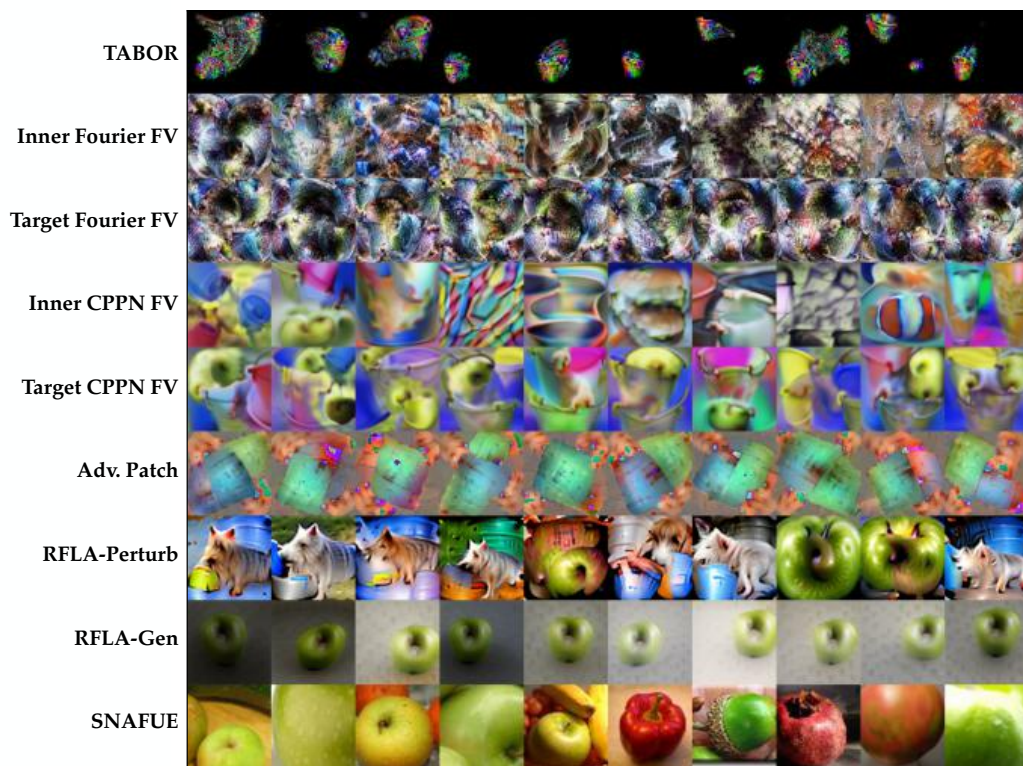 TABOR
Inner Fourier FV
Target Fourier FV
Inner CPPN FV
Target CPPN FV
Adv. Patch
RFLA-Perturb
RFLA-Gen
SNAFUE